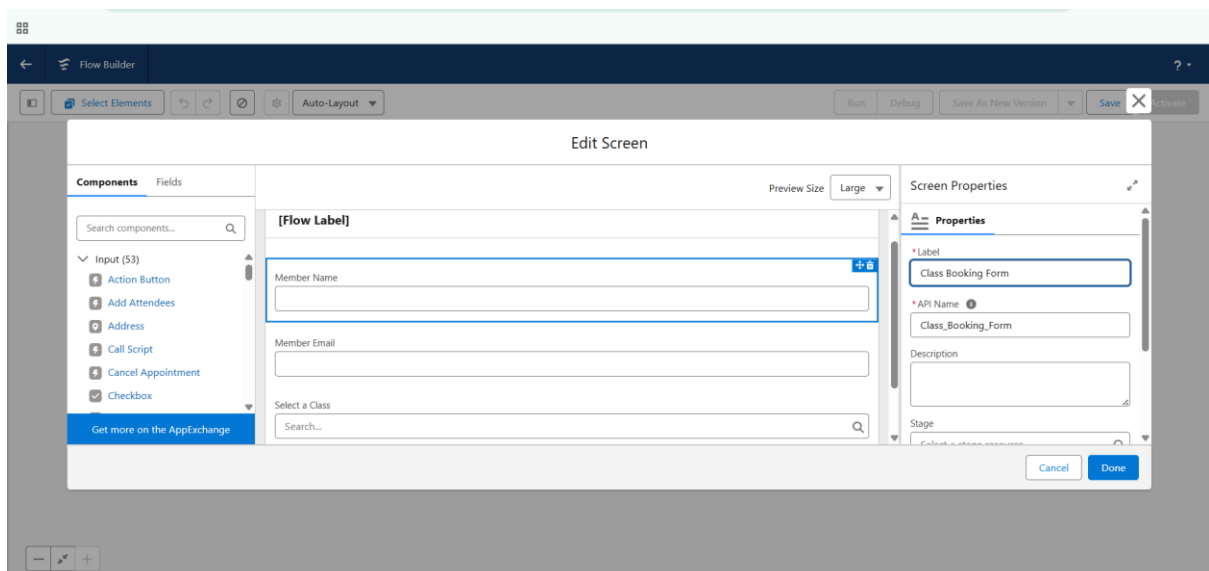 Flow Builder
?
Select Elements
Auto-Layout
Run
Debug
Save As New Version
Save
Activate
Edit Screen
Components
Fields
Search components...
Input (53)
Action Button
Add Attendees
Address
Call Script
Cancel Appointment
Checkbox
Get more on the AppExchange
Preview Size
Large
[Flow Label]
Member Name
Member Email
Select a Class
Search...
Screen Properties
Properties
*Label
Class Booking Form
*API Name
Class_Booking_Form
Description
Stage
Select a stage resource
Cancel
Done